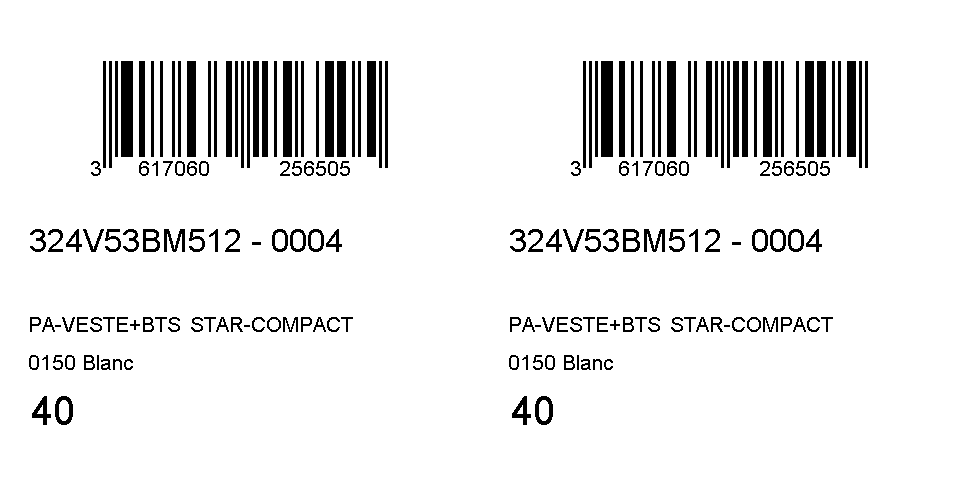 3 617060 256505
324V53BM512 - 0004
PA-VESTE+BTS STAR-COMPACT
0150 Blanc
40
3 617060 256505
324V53BM512 - 0004
PA-VESTE+BTS STAR-COMPACT
0150 Blanc
40